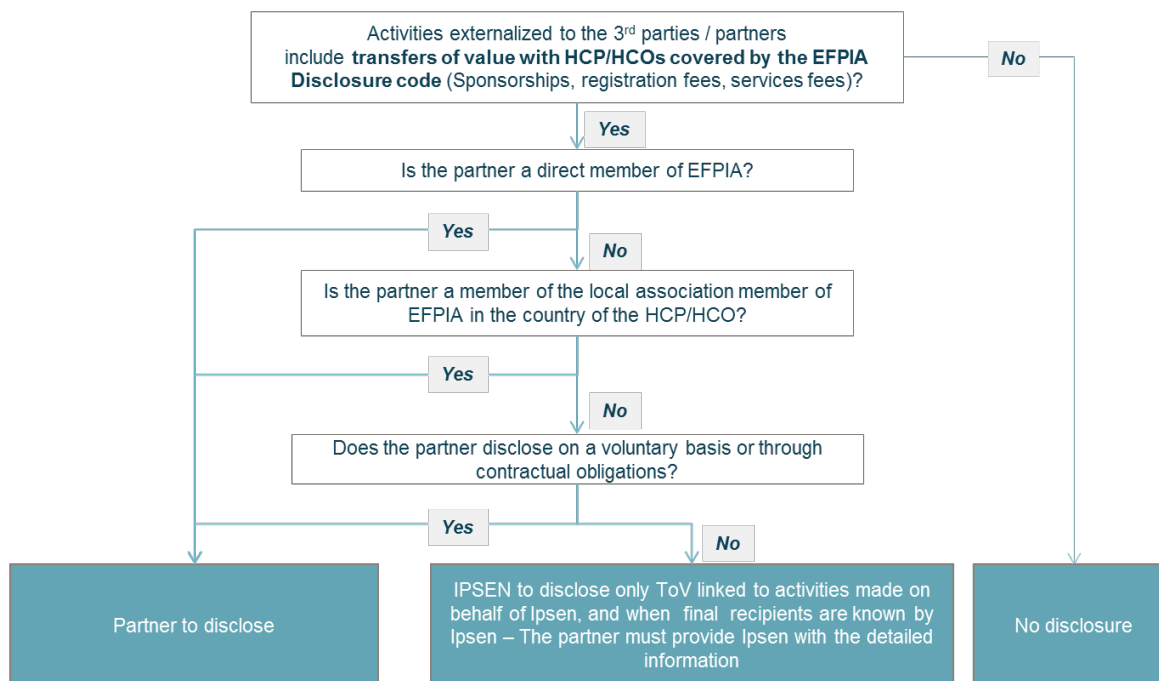 Activities externalized to the 3rd parties / partners
include transfers of value with HCP/HCOs covered by the EFPIA
Disclosure code (Sponsorships, registration fees, services fees)?
No
Yes
Is the partner a direct member of EFPIA?
Yes
No
Is the partner a member of the local association member of
EFPIA in the country of the HCP/HCO?
Yes
No
Does the partner disclose on a voluntary basis or through
contractual obligations?
Yes
No
Partner to disclose
IPSEN to disclose only ToV linked to activities made on
behalf of Ipsen, and when final recipients are known by
Ipsen – The partner must provide Ipsen with the detailed
information
No disclosure